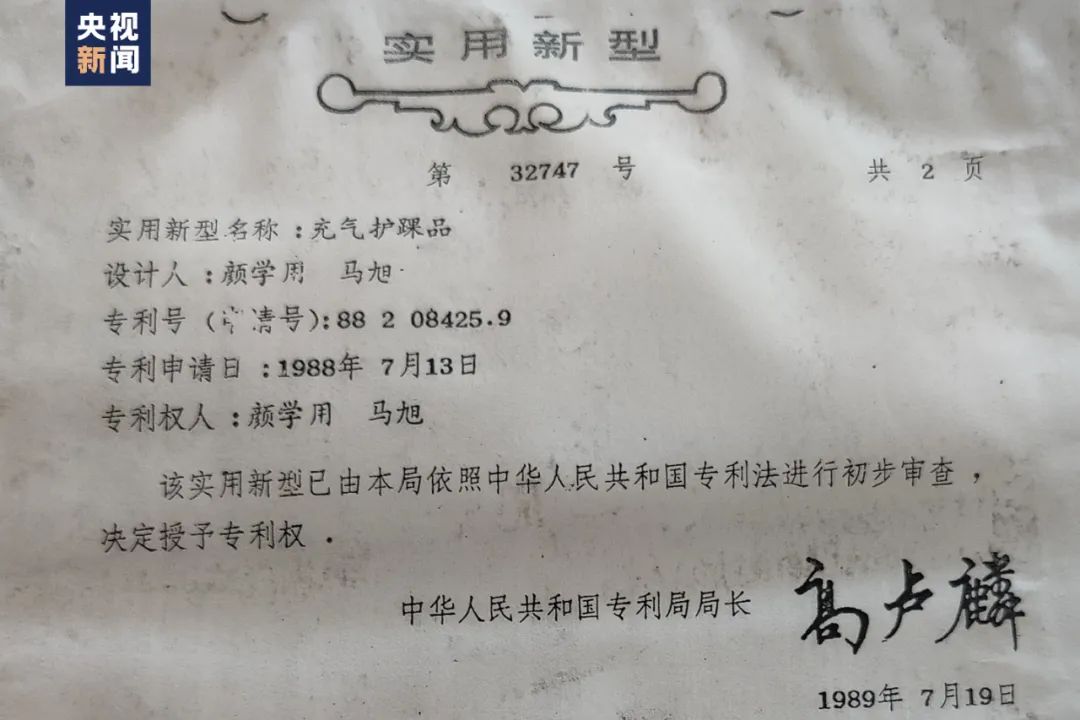 央视
新闻
实用新型
第 32747 号 共 2 页
实用新型名称：充气护踝品
设计人：颜学用 马旭
专利号（申请号）：88 2 08425.9
专利申请日：1988年 7月13日
专利权人：颜学用 马旭
该实用新型已由本局依照中华人民共和国专利法进行初步审查，
决定授予专利权．
中华人民共和国专利局局长 高卢麟
1989年 7月19日